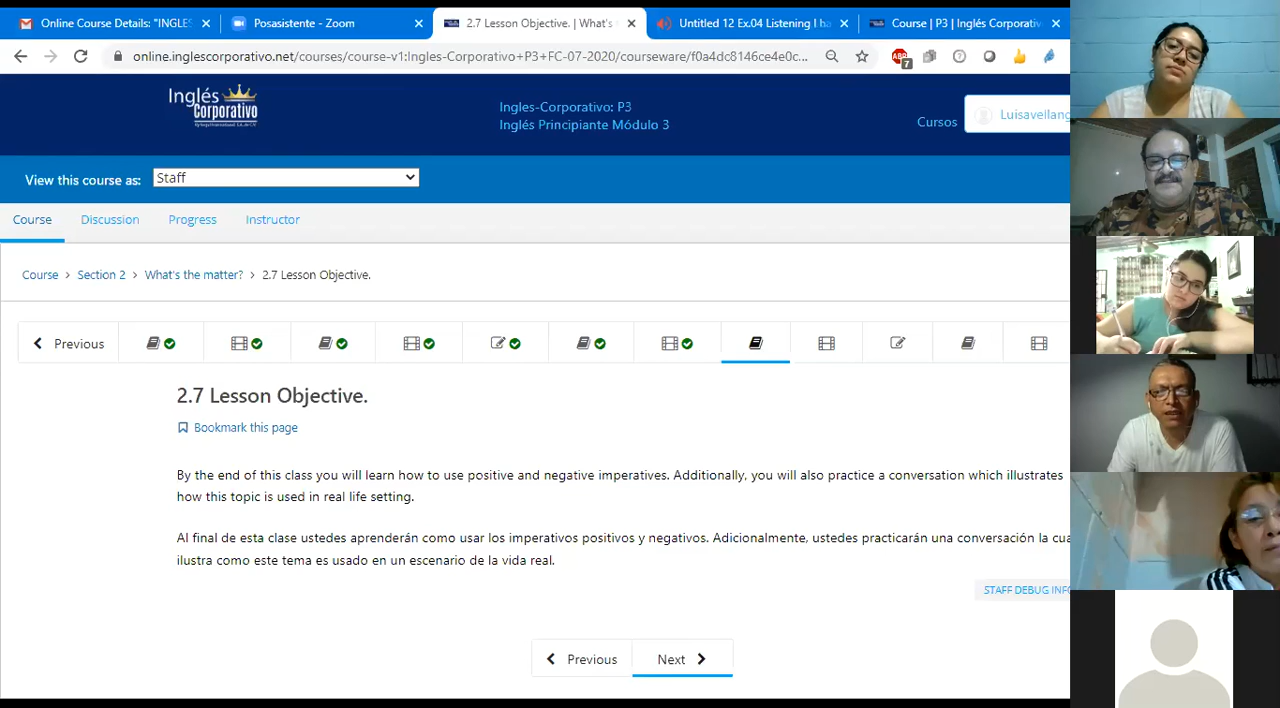 Online Course Details: "INGLES
Posasistente - Zoom
2.7 Lesson Objective. | What's
Untitled 12 Ex.04 Listening I ha
Course | P3 | Inglés Corporativ
online.inglescorporativo.net/courses/course-v1:Ingles-Corporativo+P3+FC-07-2020/courseware/f0a4dc8146ce4e0c...
ABP
7
Inglés
Corporativo
Ingles-Corporativo: P3
Inglés Principiante Módulo 3
Cursos
Luisavellan
View this course as:
Staff
Course
Discussion
Progress
Instructor
Course > Section 2 > What's the matter? > 2.7 Lesson Objective.
Previous
2.7 Lesson Objective.
Bookmark this page
By the end of this class you will learn how to use positive and negative imperatives. Additionally, you will also practice a conversation which illustrates
how this topic is used in real life setting.
Al final de esta clase ustedes aprenderán como usar los imperativos positivos y negativos. Adicionalmente, ustedes practicarán una conversación la cua
ilustra como este tema es usado en un escenario de la vida real.
STAFF DEBUG INFO
Previous
Next